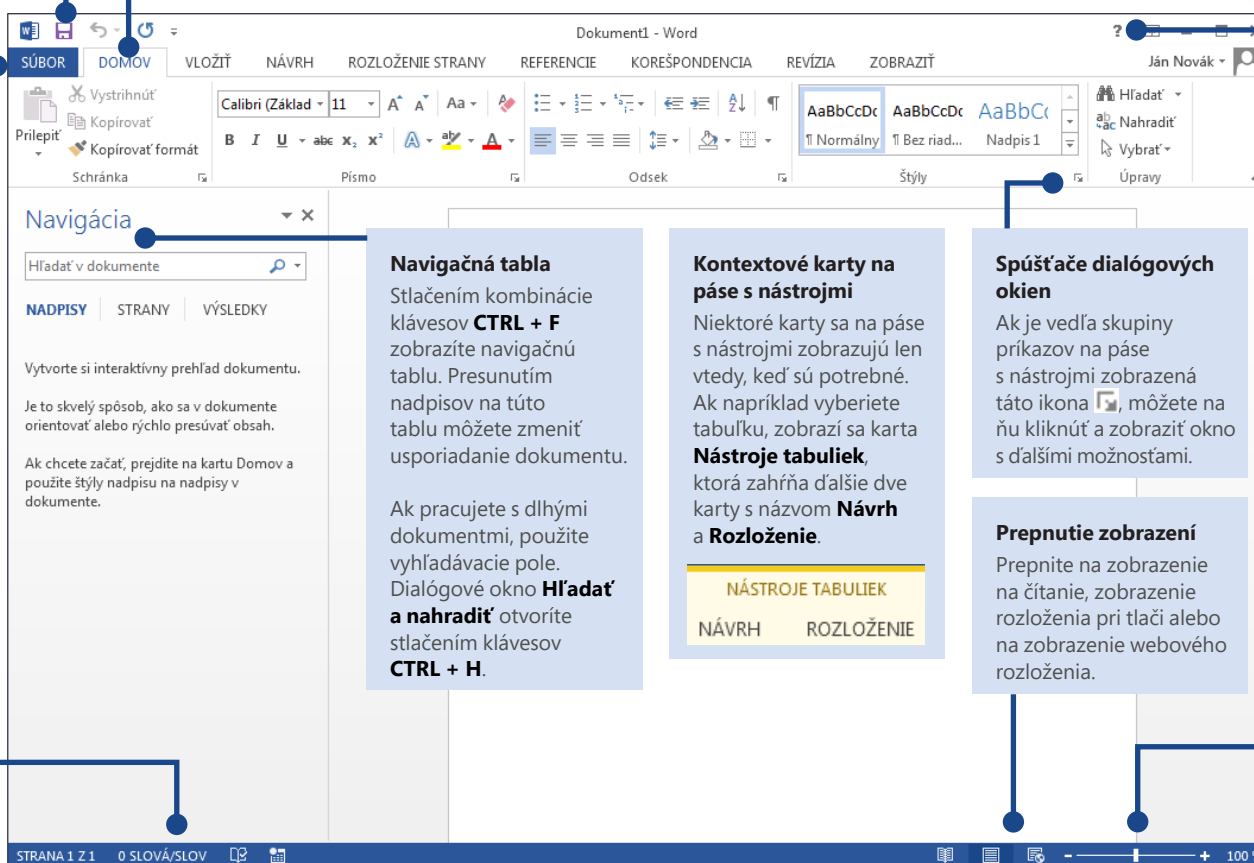 Dokument1 - Word
?
SÚBOR DOMOV VLOŽIŤ NÁVRH ROZLOŽENIE STRANY REFERENCIE KOREŠPONDENCIA REVÍZIA ZOBRAZIŤ Ján Novák
Prilepiť
Vystrihnúť
Kopírovať
Kopírovať formát
Schránka
Calibri (Základ 11 A A Aa
B I U abc x₂ x² A ab A
Písmo
Odsek
AaBbCcDc AaBbCcDc AaBbCc
¶ Normálny ¶ Bez riad... Nadpis 1
Štýly
Hľadať
Nahradiť
Vybrať
Úpravy
Navigácia
Hľadať v dokumente
NADPISY STRANY VÝSLEDKY
Vytvorte si interaktívny prehľad dokumentu.
Je to skvelý spôsob, ako sa v dokumente
orientovať alebo rýchlo presúvať obsah.
Ak chcete začať, prejdite na kartu Domov a
použite štýly nadpisu na nadpisy v
dokumente.
Navigačná tabla
Stlačením kombinácie
klávesov CTRL + F
zobrazíte navigačnú
tablu. Presunutím
nadpisov na túto
tablu môžete zmeniť
usporiadanie dokumentu.
Ak pracujete s dlhými
dokumentmi, použite
vyhľadávacie pole.
Dialógové okno Hľadať
a nahradiť otvoríte
stlačením klávesov
CTRL + H.
Kontextové karty na
páse s nástrojmi
Niektoré karty sa na páse
s nástrojmi zobrazujú len
vtedy, keď sú potrebné.
Ak napríklad vyberiete
tabuľku, zobrazí sa karta
Nástroje tabuliek,
ktorá zahŕňa ďalšie dve
karty s názvom Návrh
a Rozloženie.
NÁSTROJE TABULIEK
NÁVRH ROZLOŽENIE
Spúšťače dialógových
okien
Ak je vedľa skupiny
príkazov na páse
s nástrojmi zobrazená
táto ikona , môžete na
ňu kliknúť a zobraziť okno
s ďalšími možnosťami.
Prepnutie zobrazení
Prepnite na zobrazenie
na čítanie, zobrazenie
rozloženia pri tlači alebo
na zobrazenie webového
rozloženia.
STRANA 1 Z 1 0 SLOVÁ/SLOV - + 100 %